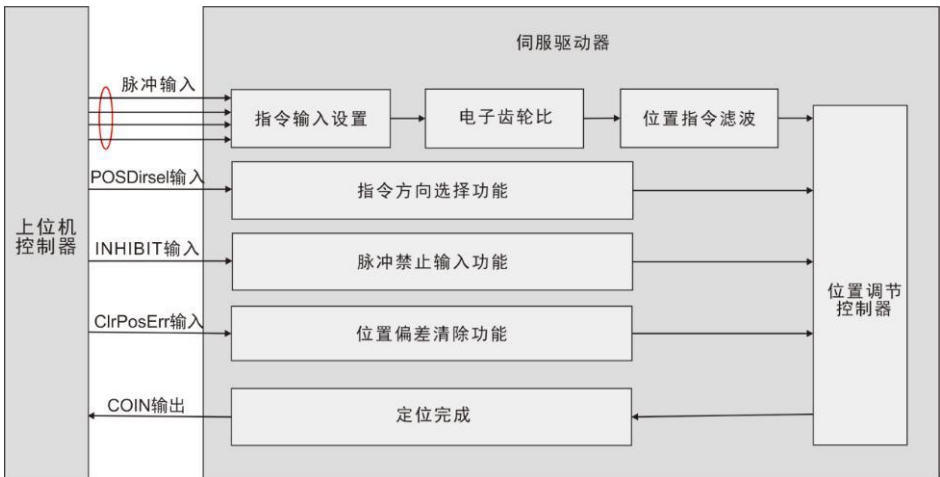 伺服驱动器
脉冲输入
指令输入设置
电子齿轮比
位置指令滤波
POSDirsel输入
指令方向选择功能
上位机
控制器
INHIBIT输入
脉冲禁止输入功能
位置调节
控制器
ClrPosErr输入
位置偏差清除功能
COIN输出
定位完成